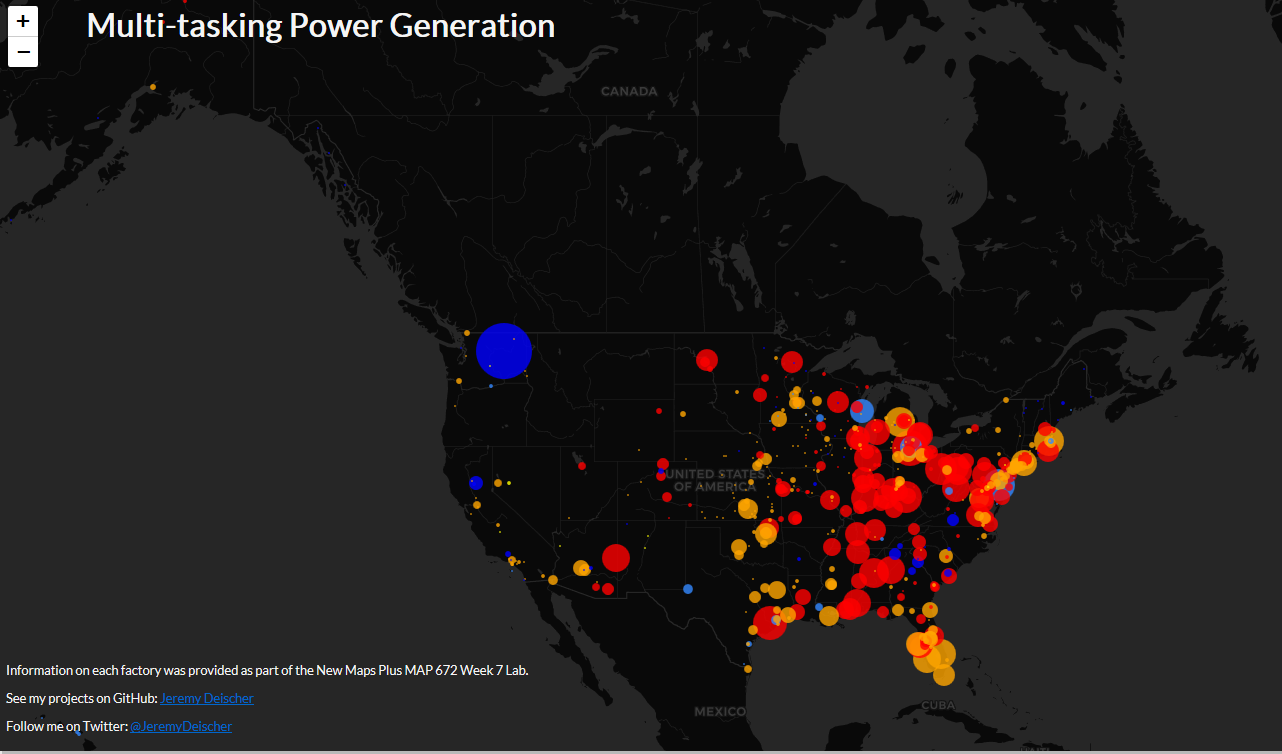 +
Multi-tasking Power Generation
−
CANADA
UNITED STATES
OF AMERICA
Information on each factory was provided as part of the New Maps Plus MAP 672 Week 7 Lab.
See my projects on GitHub: Jeremy Deischer
CUBA
MEXICO
Follow me on Twitter: @JeremyDeischer